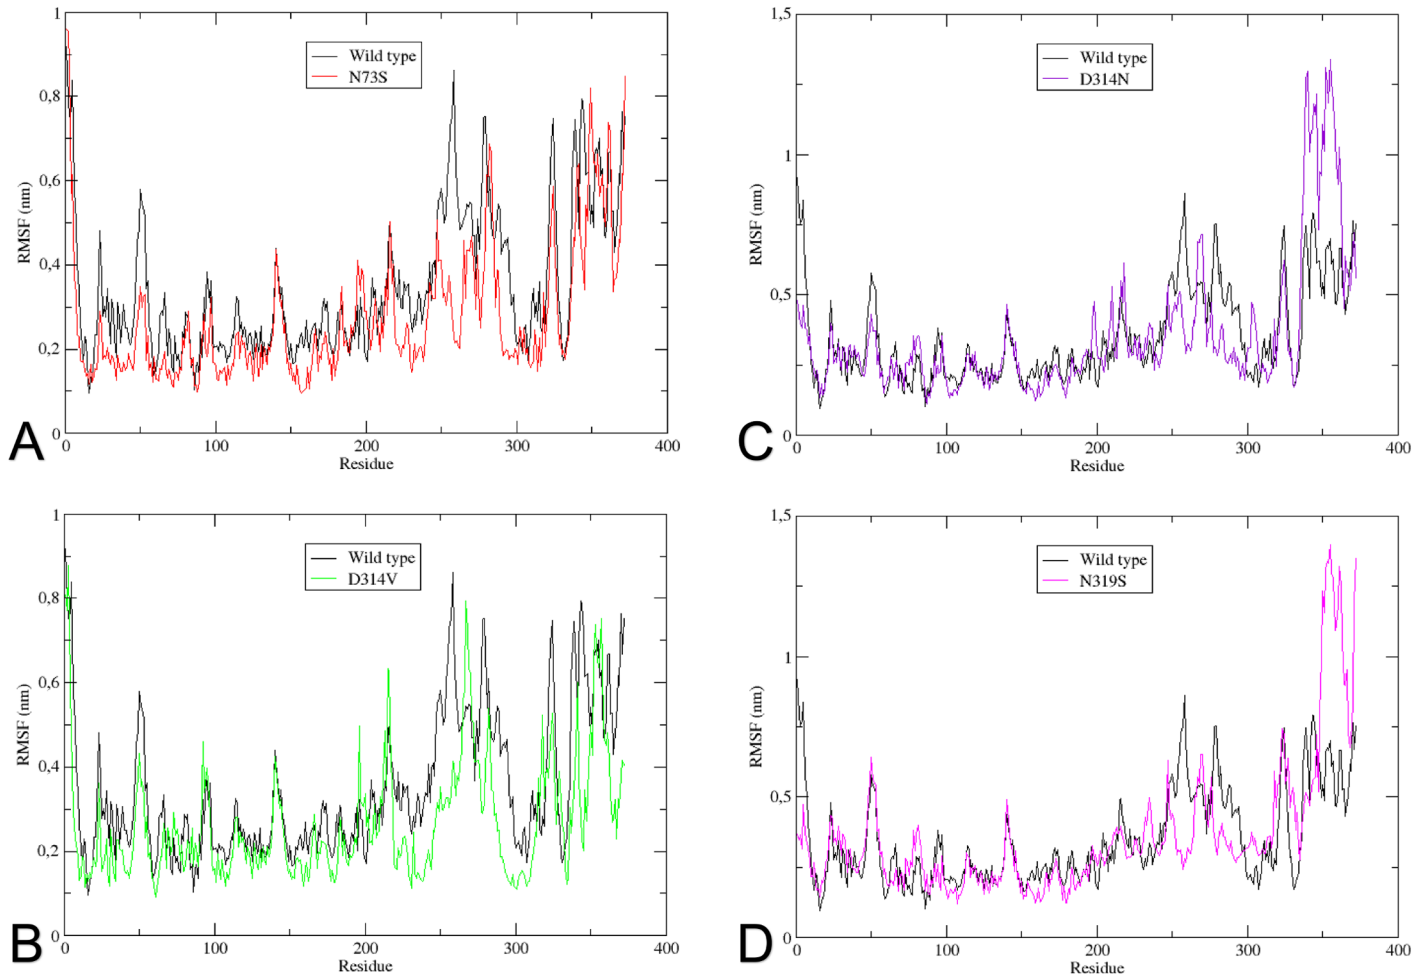 1
0,8
0,6
0,4
0,2
0
RMSF (nm)
Wild type
N73S
0
100
200
300
400
Residue
A
1,5
1
0,5
0
RMSF (nm)
Wild type
D314N
0
100
200
300
400
Residue
C
1
0,8
0,6
0,4
0,2
0
RMSF (nm)
Wild type
D314V
0
100
200
300
400
Residue
B
1,5
1
0,5
0
RMSF (nm)
Wild type
N319S
0
100
200
300
400
Residue
D